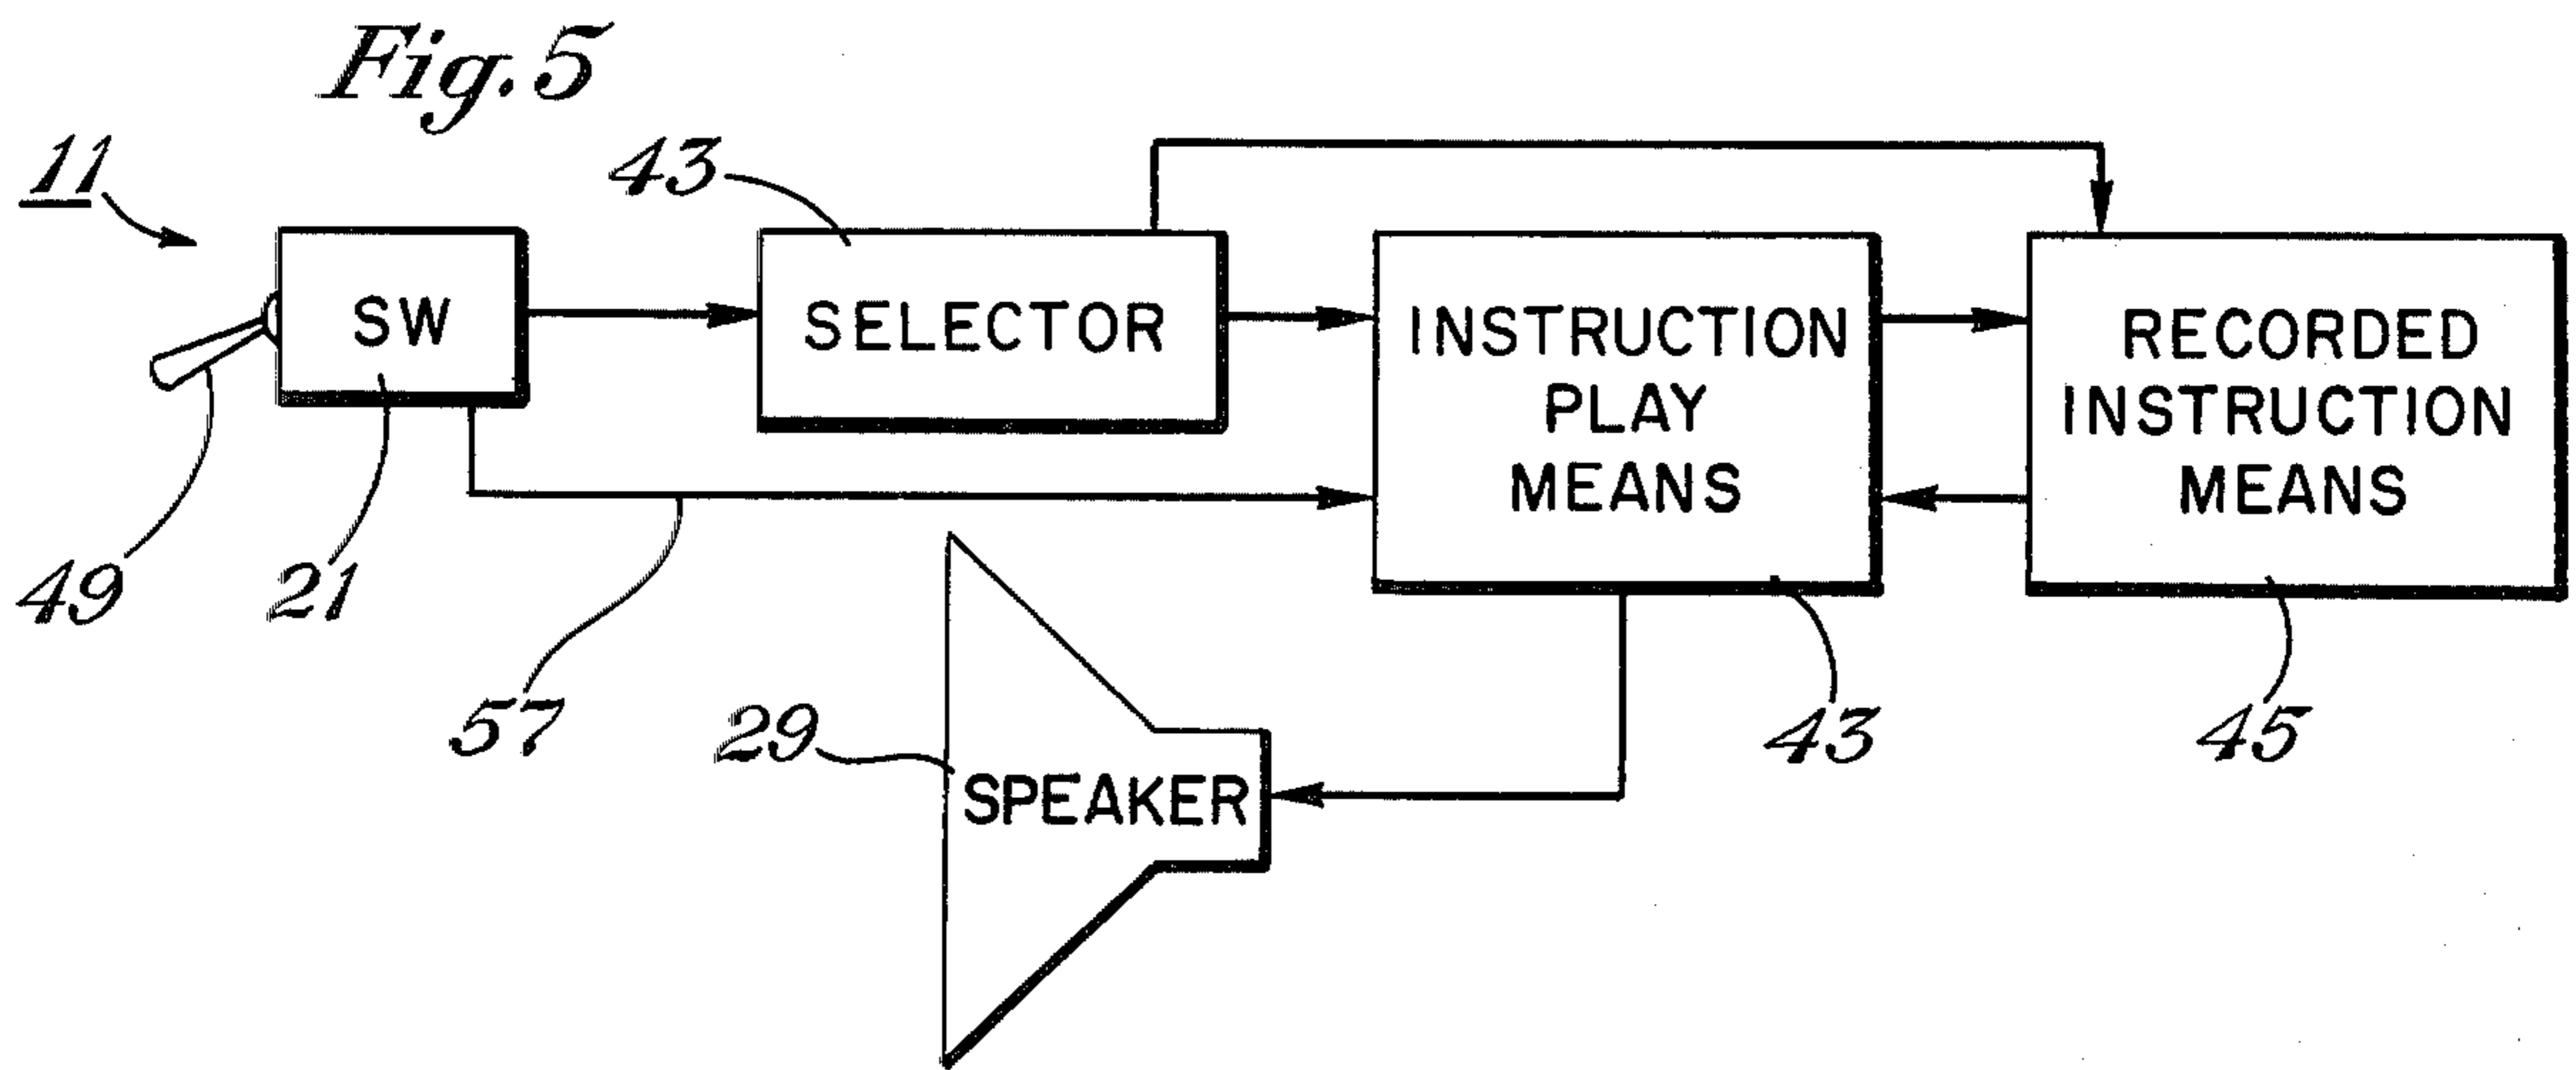 Fig. 5
11
43
SW
SELECTOR
INSTRUCTION
PLAY
MEANS
RECORDED
INSTRUCTION
MEANS
49
21
57
29
SPEAKER
43
45